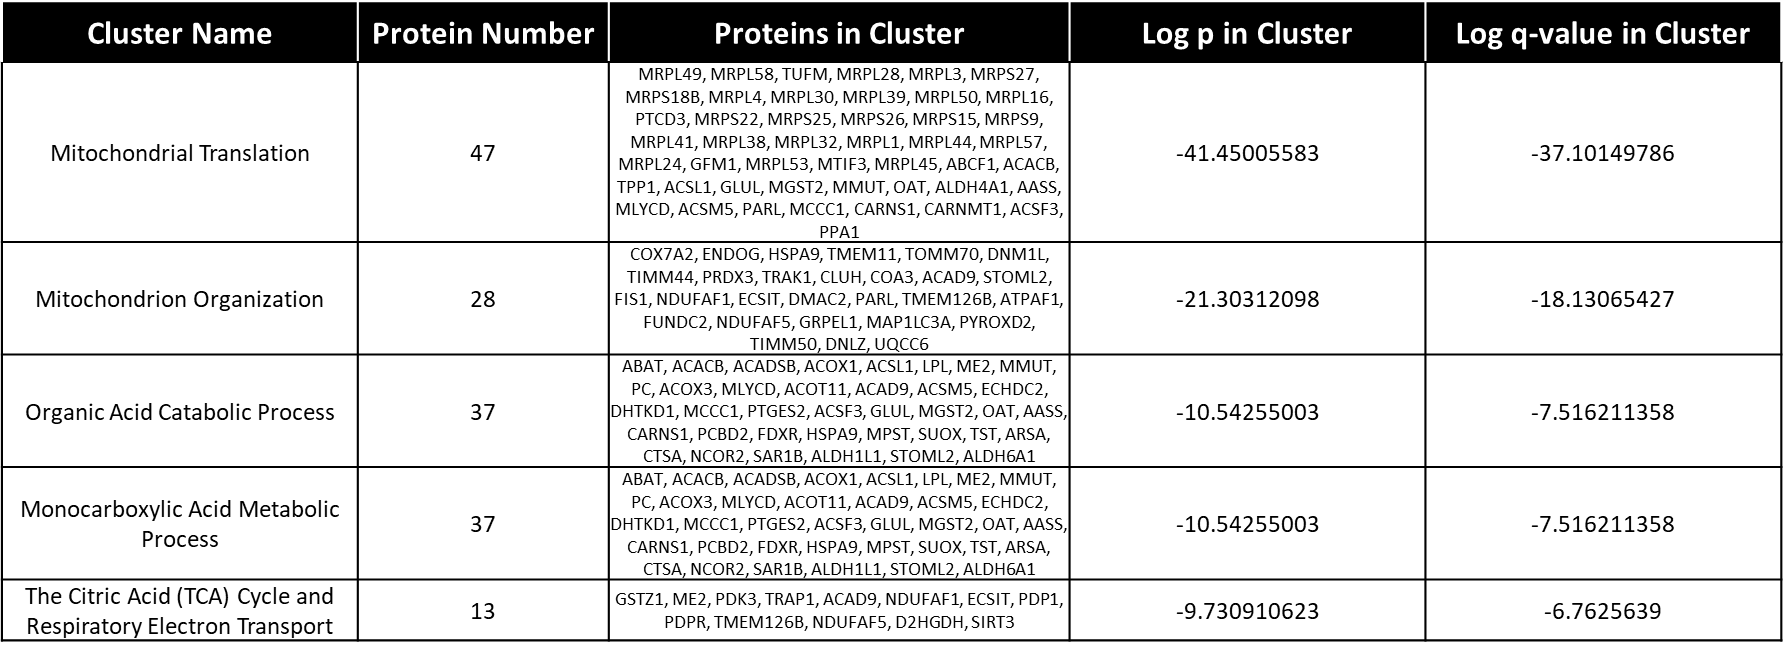 Cluster Name
Protein Number
Proteins in Cluster
Log p in Cluster
Log q-value in Cluster
Mitochondrial Translation
47
MRPL49, MRPL58, TUFM, MRPL28, MRPL3, MRPS27,
MRPS18B, MRPL4, MRPL30, MRPL39, MRPL50, MRPL16,
PTCD3, MRPS22, MRPS25, MRPS26, MRPS15, MRPS9,
MRPL41, MRPL38, MRPL32, MRPL1, MRPL44, MRPL57,
MRPL24, GFM1, MRPL53, MTIF3, MRPL45, ABCF1, ACACB,
TPP1, ACSL1, GLUL, MGST2, MMUT, OAT, ALDH4A1, AASS,
MLYCD, ACSM5, PARL, MCCC1, CARNS1, CARNMT1, ACSF3,
PPA1
-41.45005583
-37.10149786
Mitochondrion Organization
28
COX7A2, ENDOG, HSPA9, TMEM11, TOMM70, DNM1L,
TIMM44, PRDX3, TRAK1, CLUH, COA3, ACAD9, STOML2,
FIS1, NDUFAF1, ECSIT, DMAC2, PARL, TMEM126B, ATPAF1,
FUNDC2, NDUFAF5, GRPEL1, MAP1LC3A, PYROXD2,
TIMM50, DNLZ, UQCC6
-21.30312098
-18.13065427
Organic Acid Catabolic Process
37
ABAT, ACACB, ACADSB, ACOX1, ACSL1, LPL, ME2, MMUT,
PC, ACOX3, MLYCD, ACOT11, ACAD9, ACSM5, ECHDC2,
DHTKD1, MCCC1, PTGES2, ACSF3, GLUL, MGST2, OAT, AASS,
CARNS1, PCBD2, FDXR, HSPA9, MPST, SUOX, TST, ARSA,
CTSA, NCOR2, SAR1B, ALDH1L1, STOML2, ALDH6A1
-10.54255003
-7.516211358
Monocarboxylic Acid Metabolic
Process
37
ABAT, ACACB, ACADSB, ACOX1, ACSL1, LPL, ME2, MMUT,
PC, ACOX3, MLYCD, ACOT11, ACAD9, ACSM5, ECHDC2,
DHTKD1, MCCC1, PTGES2, ACSF3, GLUL, MGST2, OAT, AASS,
CARNS1, PCBD2, FDXR, HSPA9, MPST, SUOX, TST, ARSA,
CTSA, NCOR2, SAR1B, ALDH1L1, STOML2, ALDH6A1
-10.54255003
-7.516211358
The Citric Acid (TCA) Cycle and
Respiratory Electron Transport
13
GSTZ1, ME2, PDK3, TRAP1, ACAD9, NDUFAF1, ECSIT, PDP1,
PDPR, TMEM126B, NDUFAF5, D2HGDH, SIRT3
-9.730910623
-6.7625639